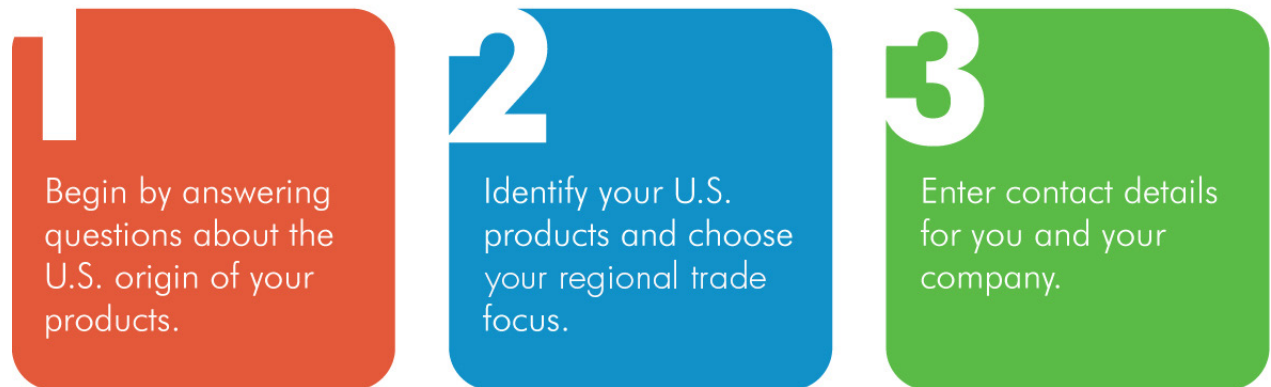 1
Begin by answering
questions about the
U.S. origin of your
products.
2
Identify your U.S.
products and choose
your regional trade
focus.
3
Enter contact details
for you and your
company.